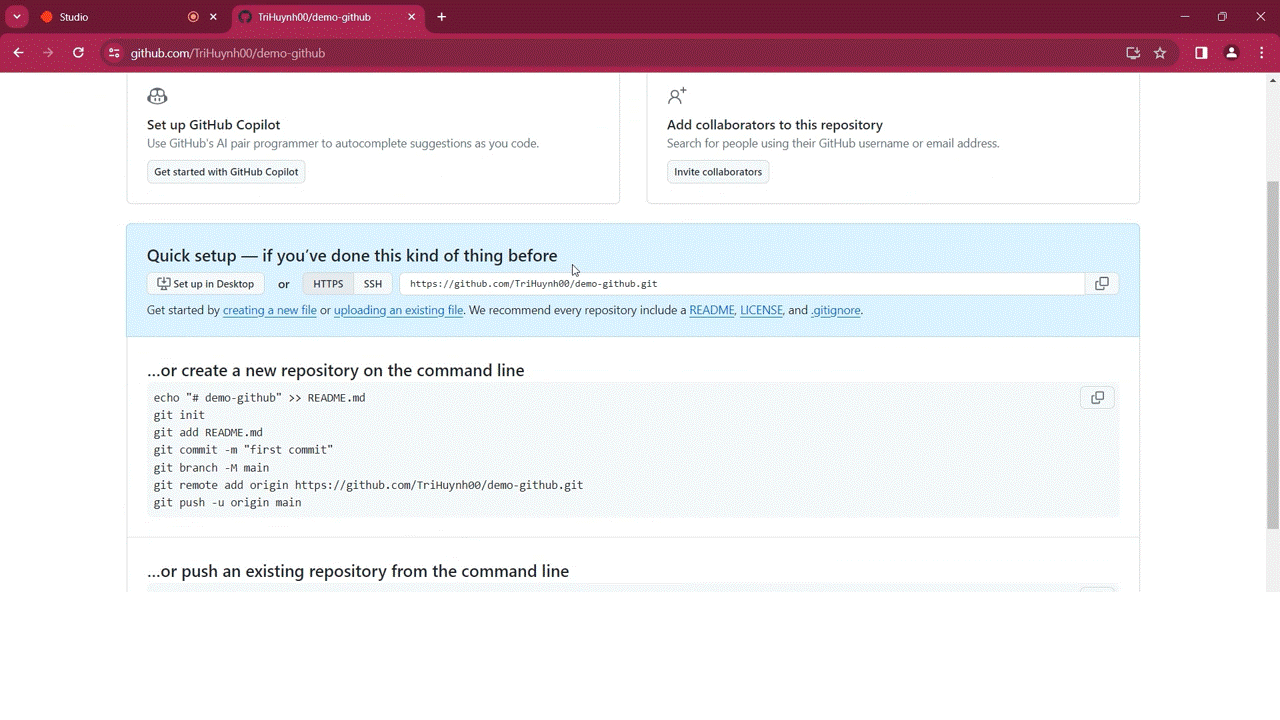 Studio
TriHuynh00/demo-github
github.com/TriHuynh00/demo-github
Set up GitHub Copilot
Use GitHub's AI pair programmer to autocomplete suggestions as you code.
Get started with GitHub Copilot
Add collaborators to this repository
Search for people using their GitHub username or email address.
Invite collaborators
Quick setup — if you’ve done this kind of thing before
Set up in Desktop or HTTPS SSH https://github.com/TriHuynh00/demo-github.git
Get started by creating a new file or uploading an existing file. We recommend every repository include a README, LICENSE, and .gitignore.
…or create a new repository on the command line
echo "# demo-github" >> README.md
git init
git add README.md
git commit -m "first commit"
git branch -M main
git remote add origin https://github.com/TriHuynh00/demo-github.git
git push -u origin main
…or push an existing repository from the command line